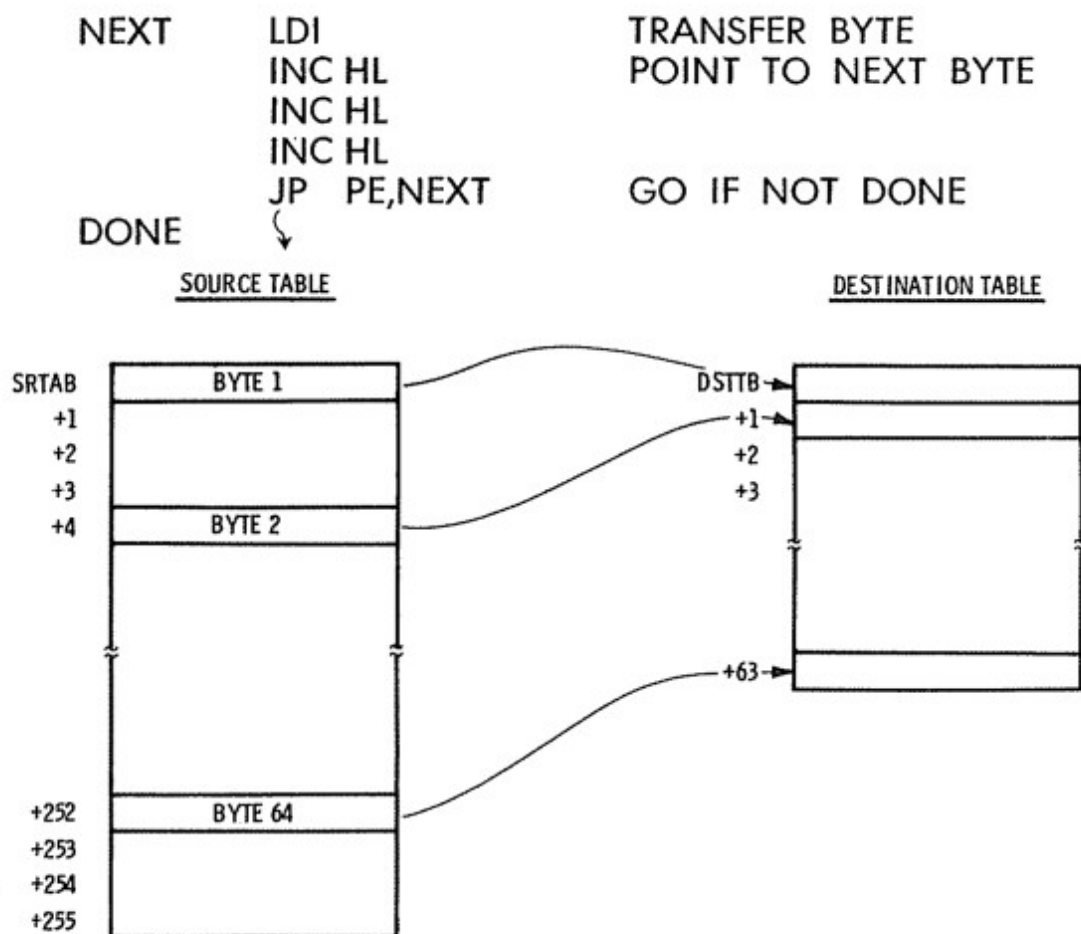 NEXT LDI TRANSFER BYTE
INC HL POINT TO NEXT BYTE
INC HL
INC HL
JP PE,NEXT GO IF NOT DONE
DONE
SOURCE TABLE DESTINATION TABLE
SRTAB BYTE 1 DSTTB
+1 +1
+2 +2
+3 +3
+4 BYTE 2
+63
+252 BYTE 64
+253
+254
+255